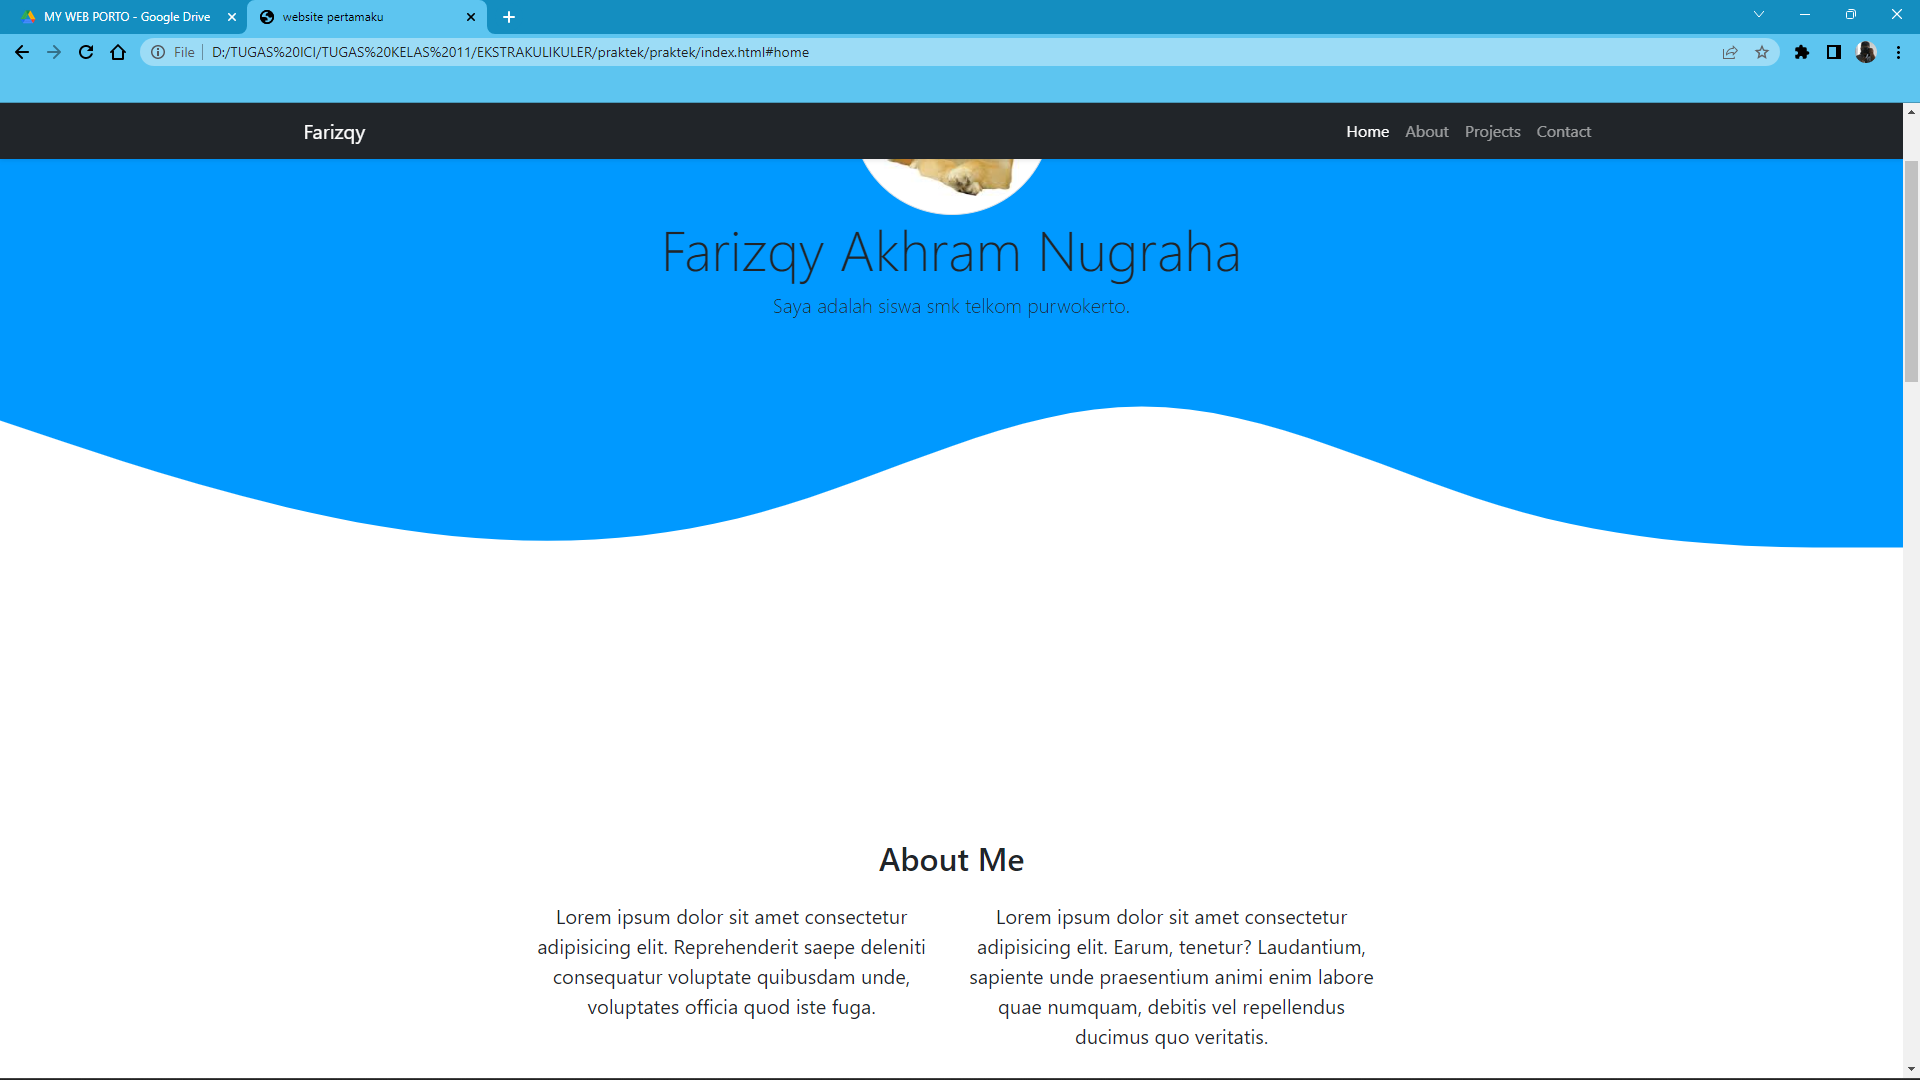 MY WEB PORTO - Google Drive
website pertamaku
File
D:/TUGAS%20ICI/TUGAS%20KELAS%2011/EKSTRAKULIKULER/praktek/praktek/index.html#home
Farizqy
Home About Projects Contact
Farizqy Akhram Nugraha
Saya adalah siswa smk telkom purwokerto.
About Me
Lorem ipsum dolor sit amet consectetur
adipisicing elit. Reprehenderit saepe deleniti
consequatur voluptate quibusdam unde,
voluptates officia quod iste fuga.
Lorem ipsum dolor sit amet consectetur
adipisicing elit. Earum, tenetur? Laudantium,
sapiente unde praesentium animi enim labore
quae numquam, debitis vel repellendus
ducimus quo veritatis.